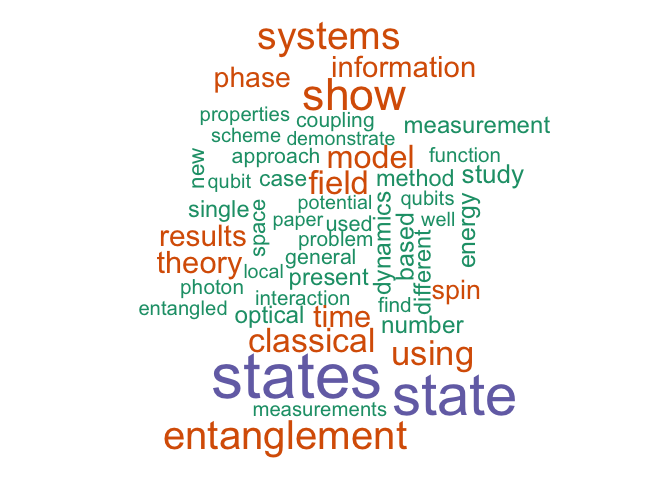 systems
information
phase
show
properties
coupling
measurement
scheme
demonstrate
new
approach
model
function
qubit
case
field
method
study
single
space
potential
paper
used
dynamics
based
qubits
well
energy
results
problem
different
theory
local
general
present
photon
interaction
spin
entangled
optical
time
find
number
classical
using
states
state
measurements
entanglement